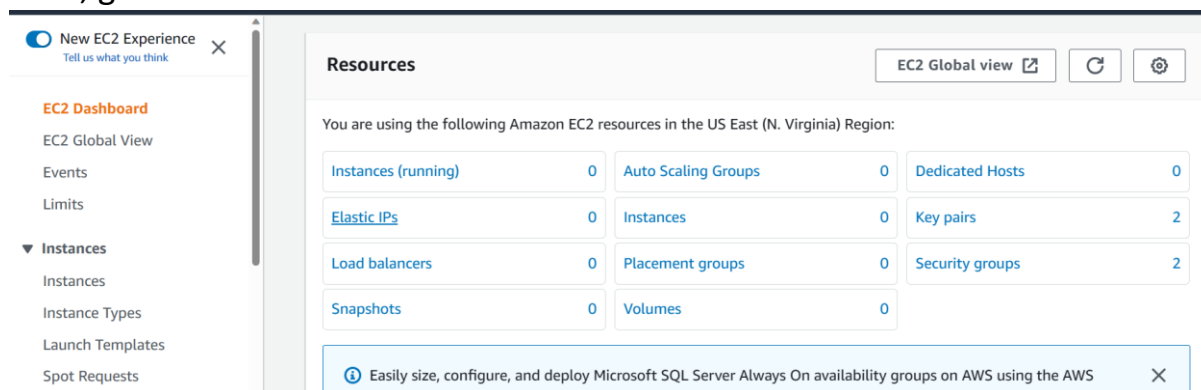 New EC2 Experience
Tell us what you think
EC2 Dashboard
EC2 Global View
Events
Limits
Instances
Instances
Instance Types
Launch Templates
Spot Requests
Resources
EC2 Global view
You are using the following Amazon EC2 resources in the US East (N. Virginia) Region:
Instances (running) 0 Auto Scaling Groups 0 Dedicated Hosts 0
Elastic IPs 0 Instances 0 Key pairs 2
Load balancers 0 Placement groups 0 Security groups 2
Snapshots 0 Volumes 0
Easily size, configure, and deploy Microsoft SQL Server Always On availability groups on AWS using the AWS